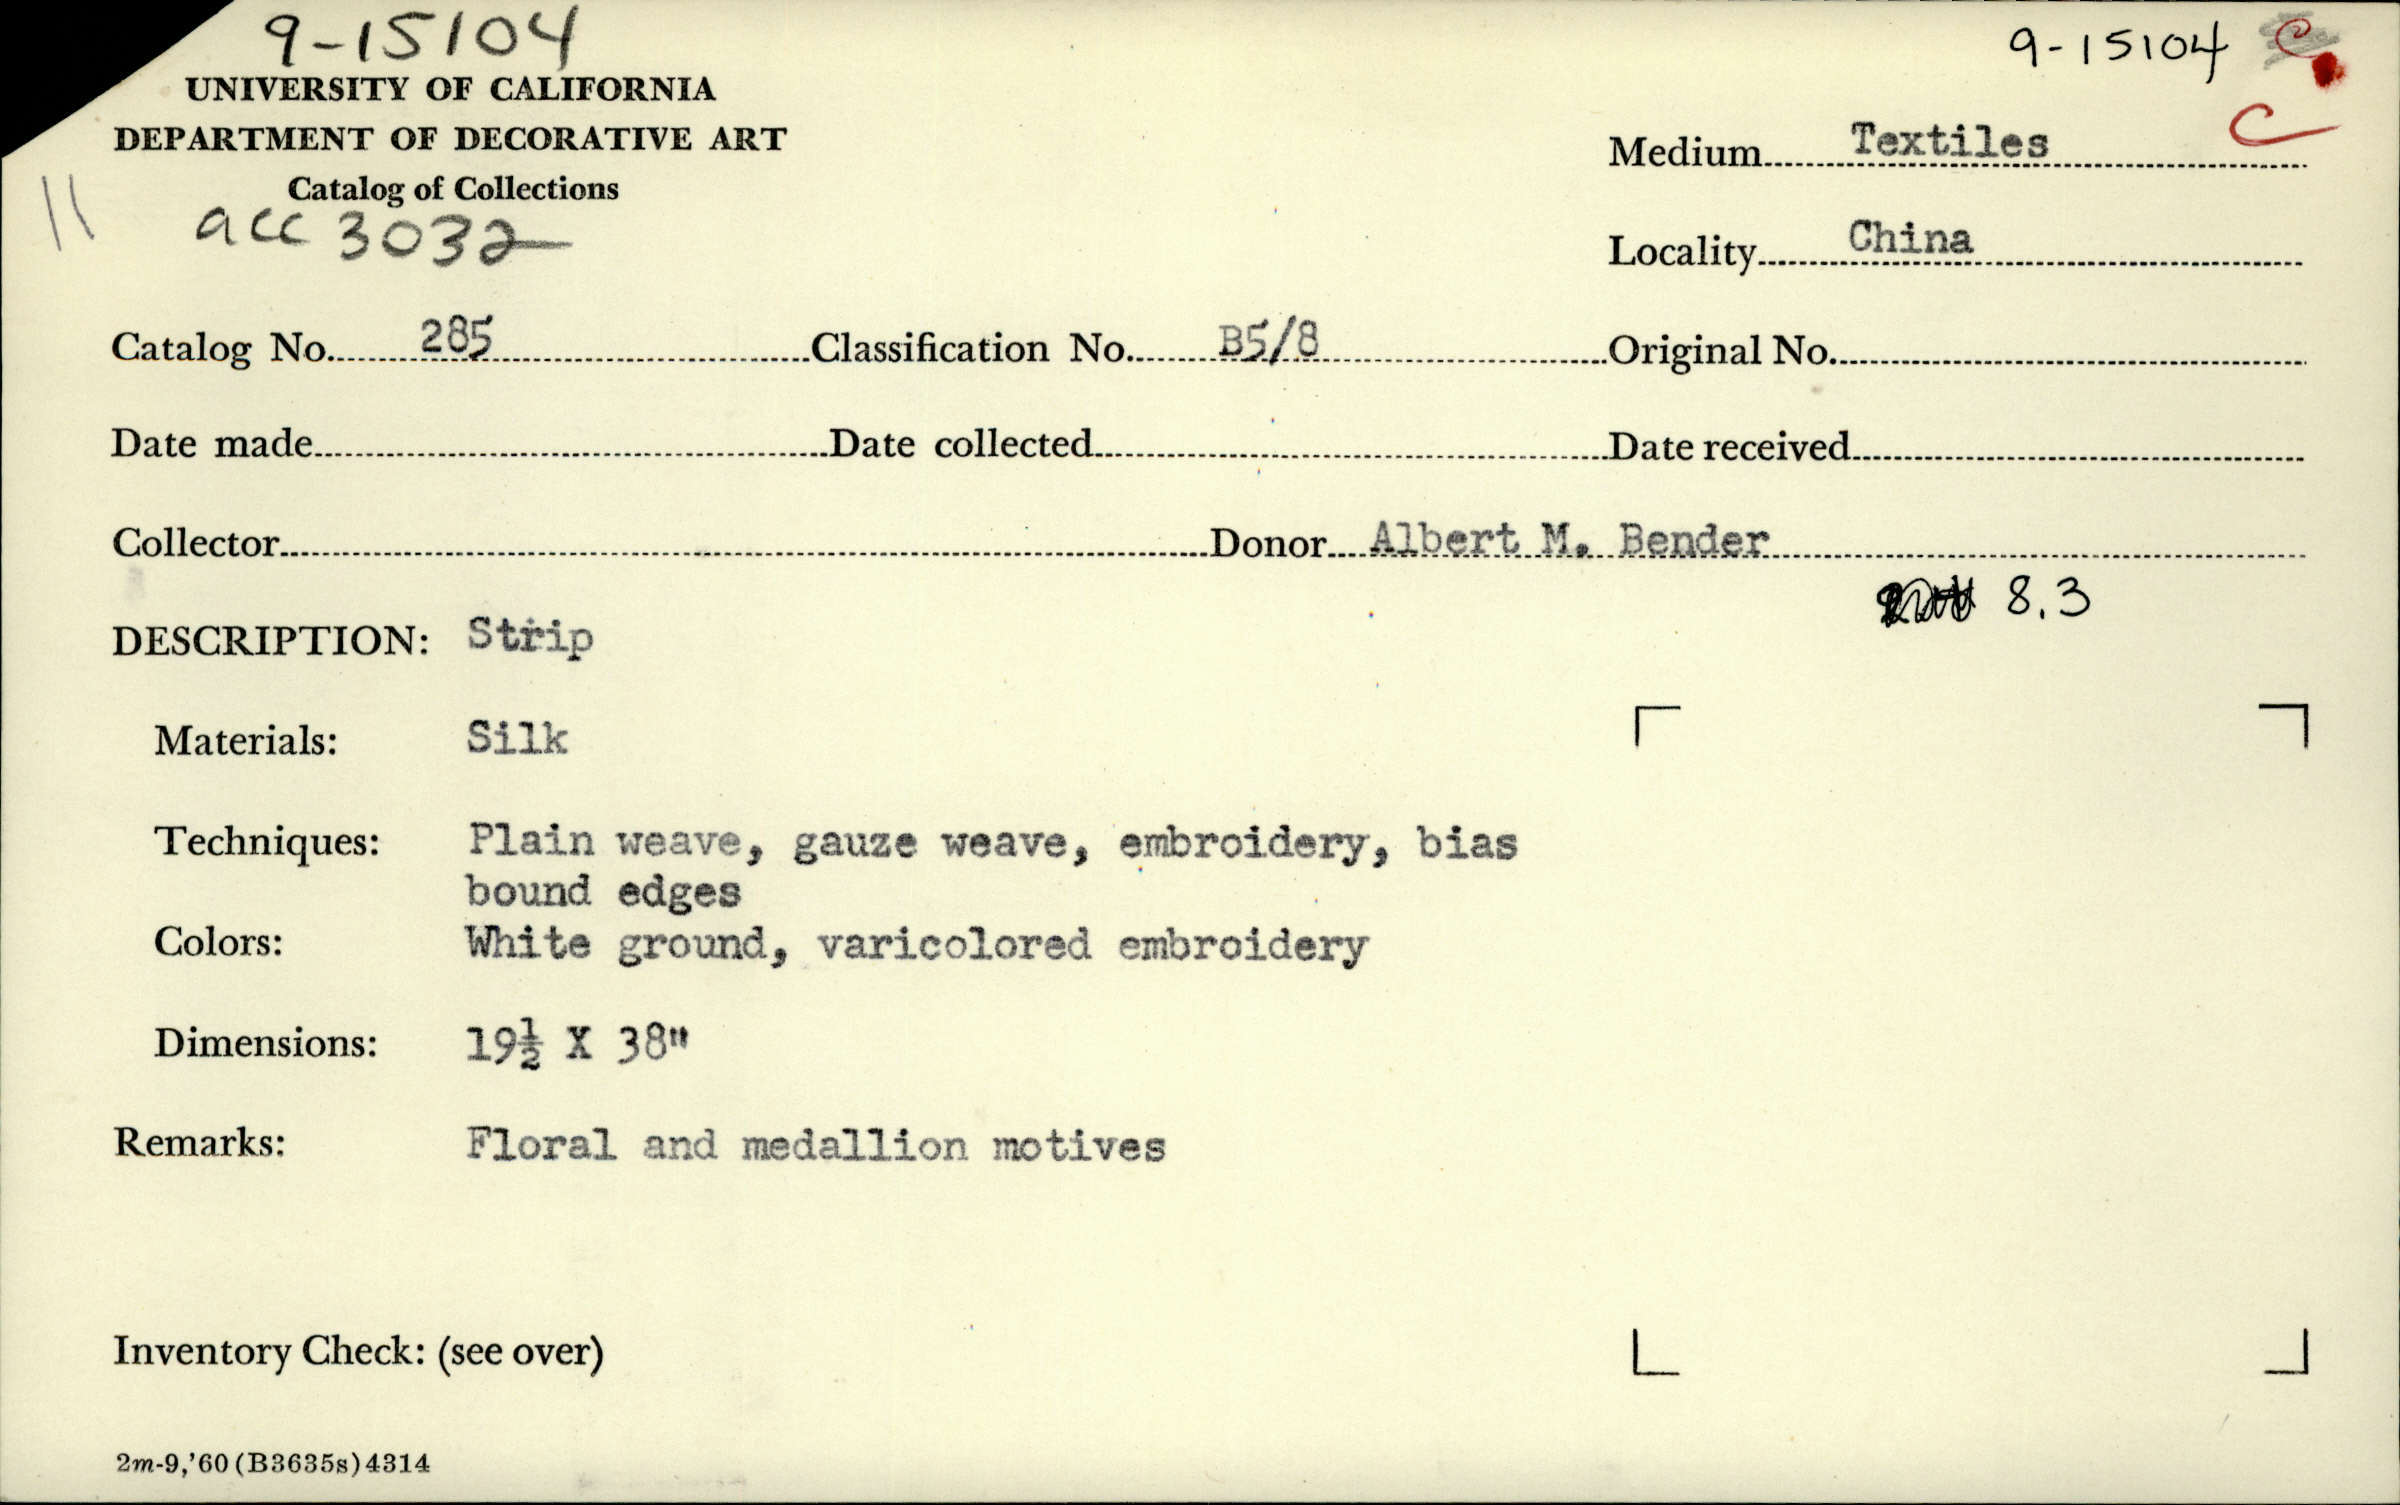 9-15104
9-15104 C
UNIVERSITY OF CALIFORNIA
DEPARTMENT OF DECORATIVE ART
Catalog of Collections
11 acc 3032
C
Medium Textiles
Locality China
Catalog No. 285 Classification No. B5/8 Original No.
Date made Date collected Date received
Collector Donor Albert M. Bender
8.3
DESCRIPTION: Strip
Materials: Silk
Techniques: Plain weave, gauze weave, embroidery, bias
bound edges
Colors: White ground, varicolored embroidery
Dimensions: 19½ X 38"
Remarks: Floral and medallion motives
Inventory Check: (see over)
2m-9,'60(B3635s)4314